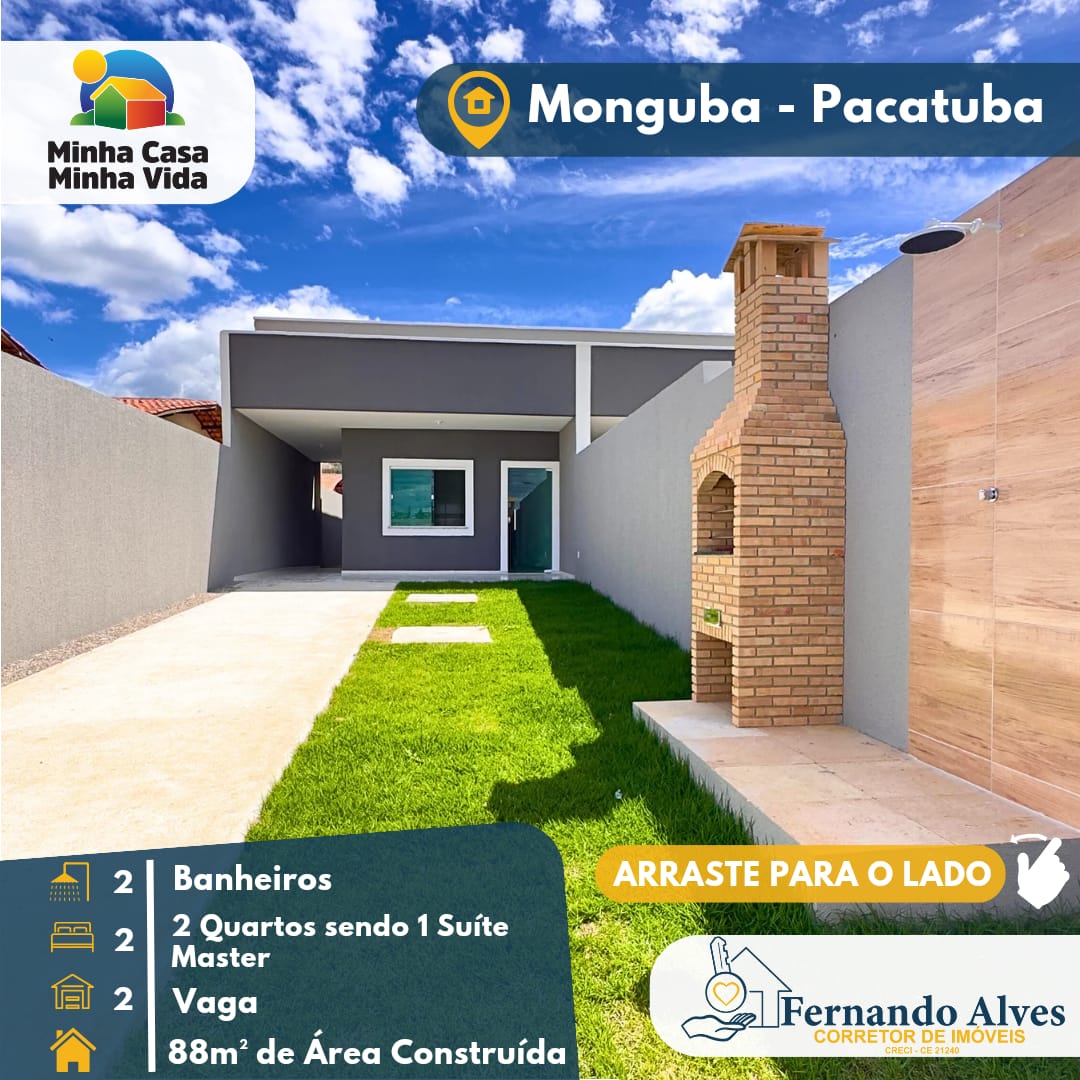 Minha Casa
Minha Vida
Monguba - Pacatuba
2 Banheiros
2 2 Quartos sendo 1 Suíte
Master
2 Vaga
88m² de Área Construída
ARRASTE PARA O LADO
Fernando Alves
CORRETOR DE IMÓVEIS
CRECI - CE 21240